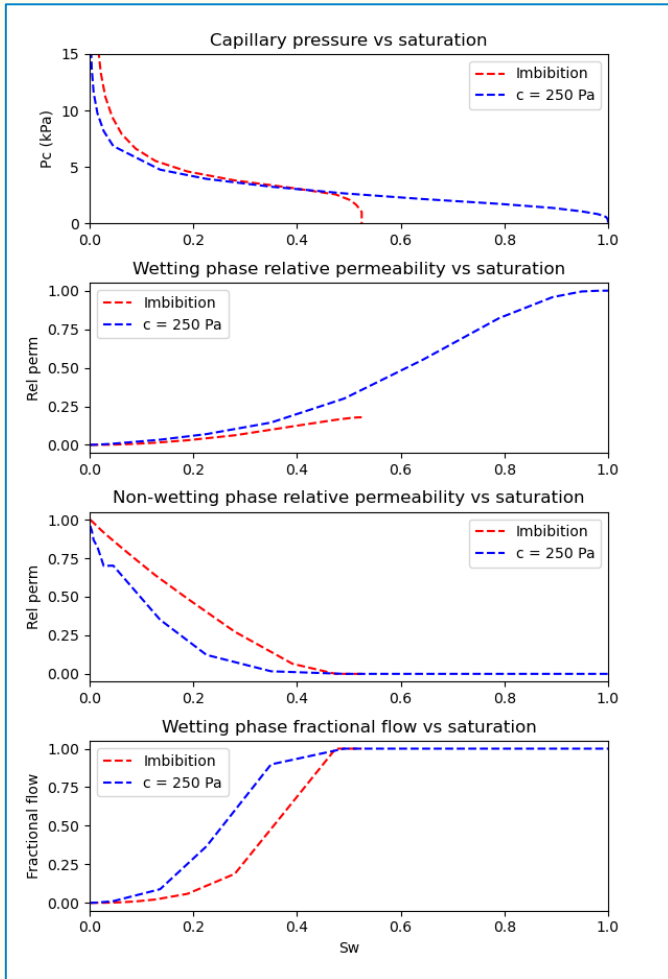 Capillary pressure vs saturation
15
10
5
0
Pc (kPa)
Imbibition
c = 250 Pa
0.0 0.2 0.4 0.6 0.8 1.0
Wetting phase relative permeability vs saturation
1.00
0.75
0.50
0.25
0.00
Rel perm
Imbibition
c = 250 Pa
0.0 0.2 0.4 0.6 0.8 1.0
Non-wetting phase relative permeability vs saturation
1.00
0.75
0.50
0.25
0.00
Rel perm
Imbibition
c = 250 Pa
0.0 0.2 0.4 0.6 0.8 1.0
Wetting phase fractional flow vs saturation
1.00
0.75
0.50
0.25
0.00
Fractional flow
Imbibition
c = 250 Pa
0.0 0.2 0.4 0.6 0.8 1.0
Sw